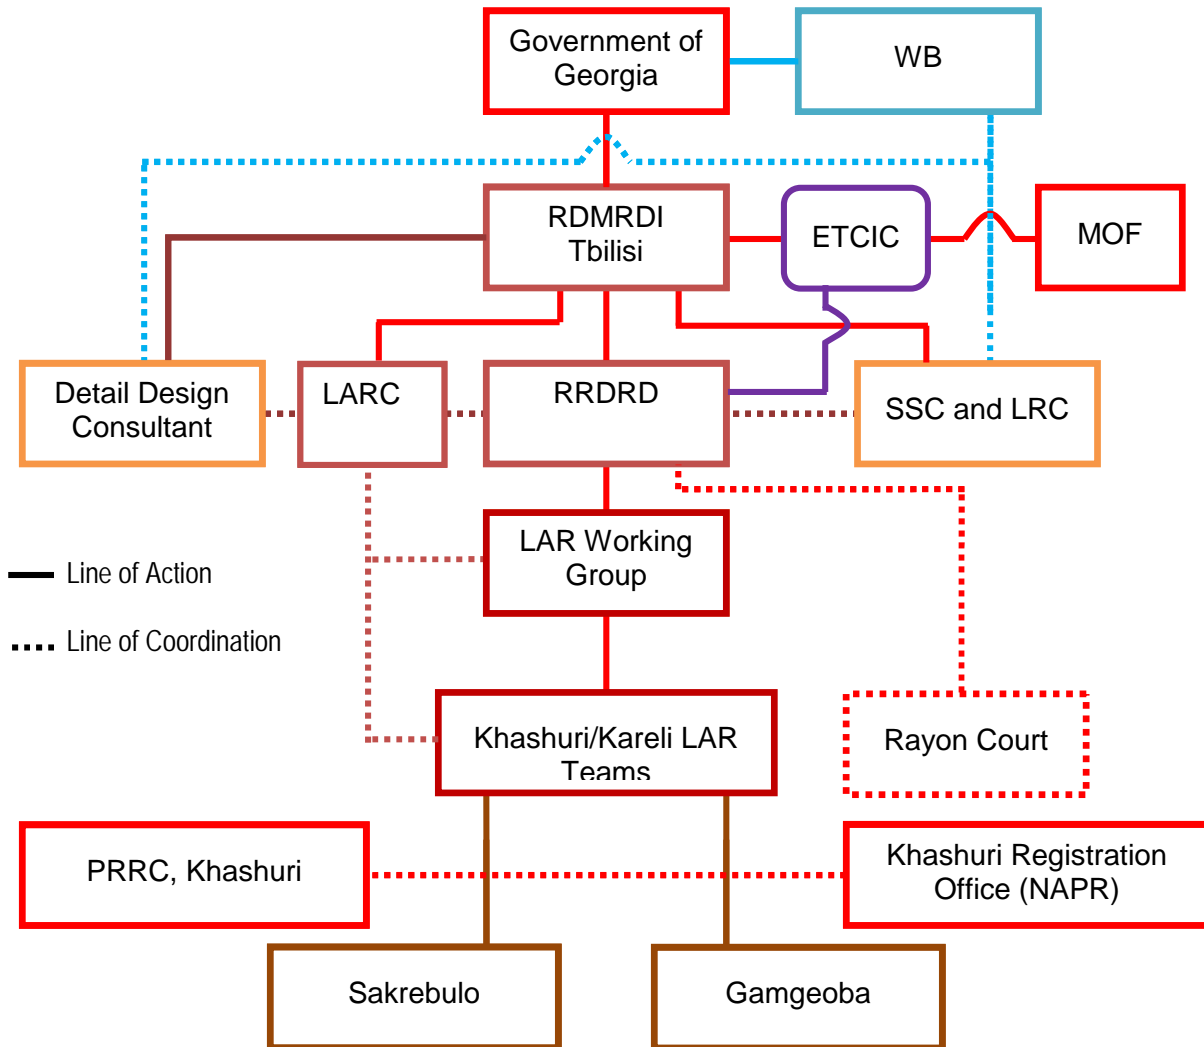 Government of
Georgia
WB
RDMRDI
Tbilisi
ETCIC
MOF
Detail Design
Consultant
LARC
RRDRD
SSC and LRC
LAR Working
Group
Line of Action
Line of Coordination
Khashuri/Kareli LAR
Teams
Rayon Court
PRRC, Khashuri
Khashuri Registration
Office (NAPR)
Sakrebulo
Gamgeoba